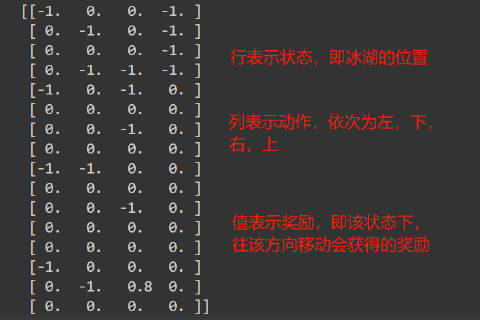 [[-1. 0. 0. -1. ]
[ 0. -1. 0. -1. ]
[ 0. 0. 0. -1. ]
[ 0. -1. -1. -1. ]
[-1. 0. -1. 0. ]
[ 0. 0. 0. 0. ]
[ 0. 0. -1. 0. ]
[ 0. 0. 0. 0. ]
[-1. -1. 0. 0. ]
[ 0. 0. 0. 0. ]
[ 0. 0. -1. 0. ]
[ 0. 0. 0. 0. ]
[ 0. 0. 0. 0. ]
[-1. 0. 0. 0. ]
[ 0. -1. 0.8 0. ]
[ 0. 0. 0. 0. ]]
行表示状态，即冰湖的位置
列表示动作，依次为左，下，
右，上
值表示奖励，即该状态下，
往该方向移动会获得的奖励